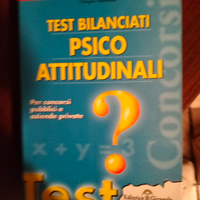 TEST BILANCIATI
PSICO
ATTITUDINALI
Per concorsi
pubblici e
aziende private
?
Concorsi
x + y = 3
Test